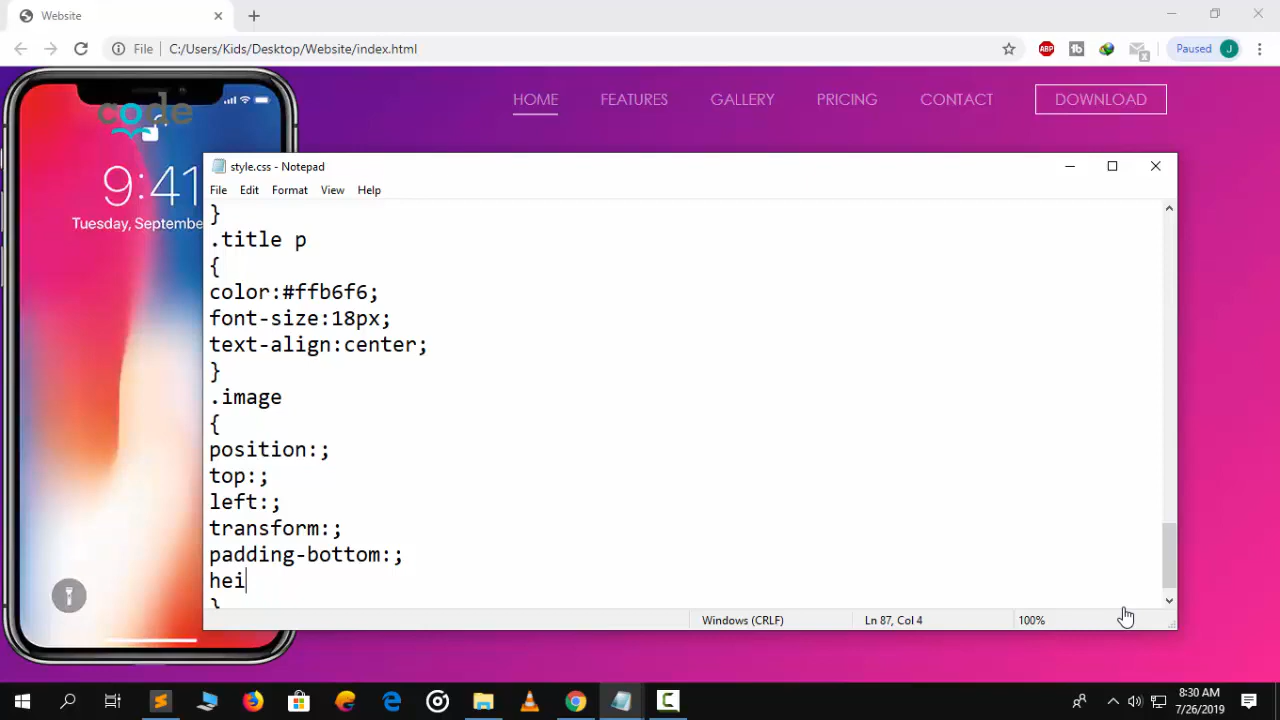 Website
File
C:/Users/Kids/Desktop/Website/index.html
ABP
Paused
J
code
HOME
FEATURES
GALLERY
PRICING
CONTACT
DOWNLOAD
9:41
Tuesday, Septembe
style.css - Notepad
File
Edit
Format
View
Help
}
.title p
{
color:#ffb6f6;
font-size:18px;
text-align:center;
}
.image
{
position:;
top:;
left:;
transform:;
padding-bottom:;
hei
}
Windows (CRLF)
Ln 87, Col 4
100%
8:30 AM
7/26/2019